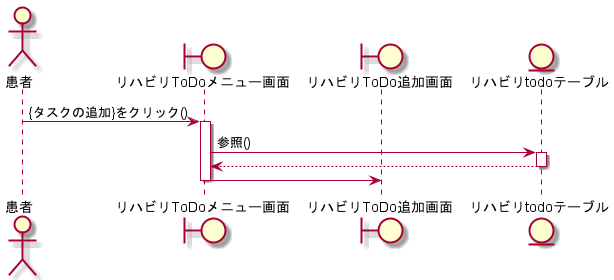 患者
リハビリToDoメニュー画面
リハビリToDo追加画面
リハビリtodoテーブル
{タスクの追加}をクリック()
参照()
患者
リハビリToDoメニュー画面
リハビリToDo追加画面
リハビリtodoテーブル